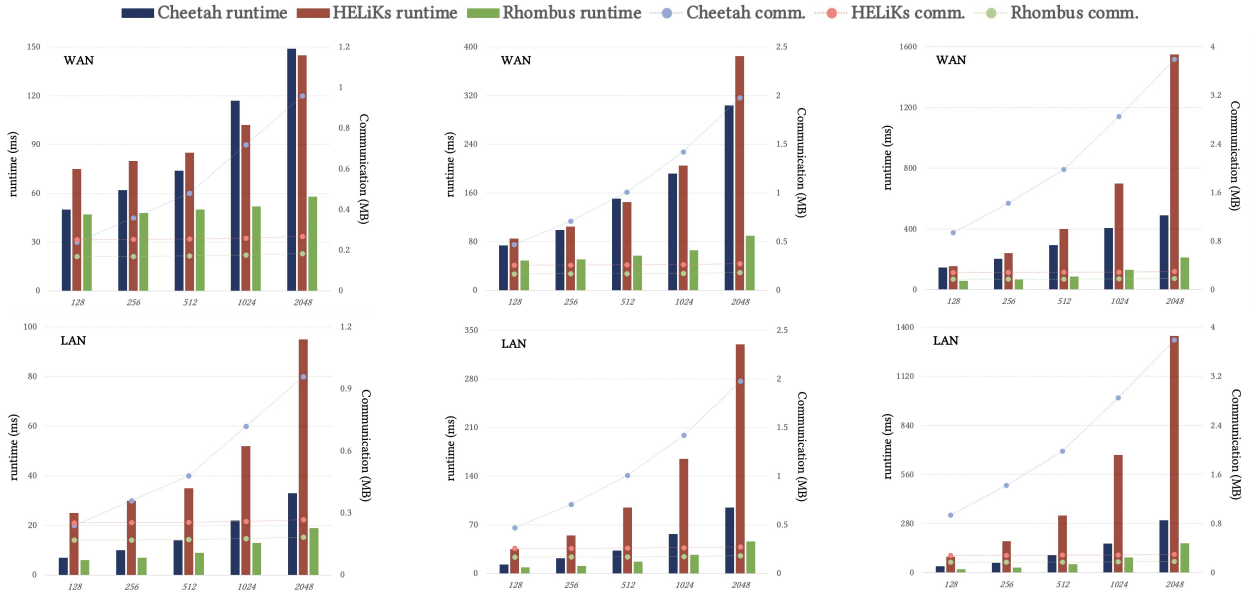 Cheetah runtime HELiKs runtime Rhombus runtime Cheetah comm. HELiKs comm. Rhombus comm.
WAN
runtime (ms)
150
120
90
60
30
0
1.2
1
0.8
0.6
0.4
0.2
0
Communication (MB)
128 256 512 1024 2048
WAN
runtime (ms)
400
320
240
160
80
0
2.5
2
1.5
1
0.5
0
Communication (MB)
128 256 512 1024 2048
WAN
runtime (ms)
1600
1200
800
400
0
4
3.2
2.4
1.6
0.8
0
Communication (MB)
128 256 512 1024 2048
LAN
runtime (ms)
100
80
60
40
20
0
1.2
0.9
0.6
0.3
0
Communication (MB)
128 256 512 1024 2048
LAN
runtime (ms)
350
280
210
140
70
0
2.5
2
1.5
1
0.5
0
Communication (MB)
128 256 512 1024 2048
LAN
runtime (ms)
1400
1120
840
560
280
0
4
3.2
2.4
1.6
0.8
0
Communication (MB)
128 256 512 1024 2048